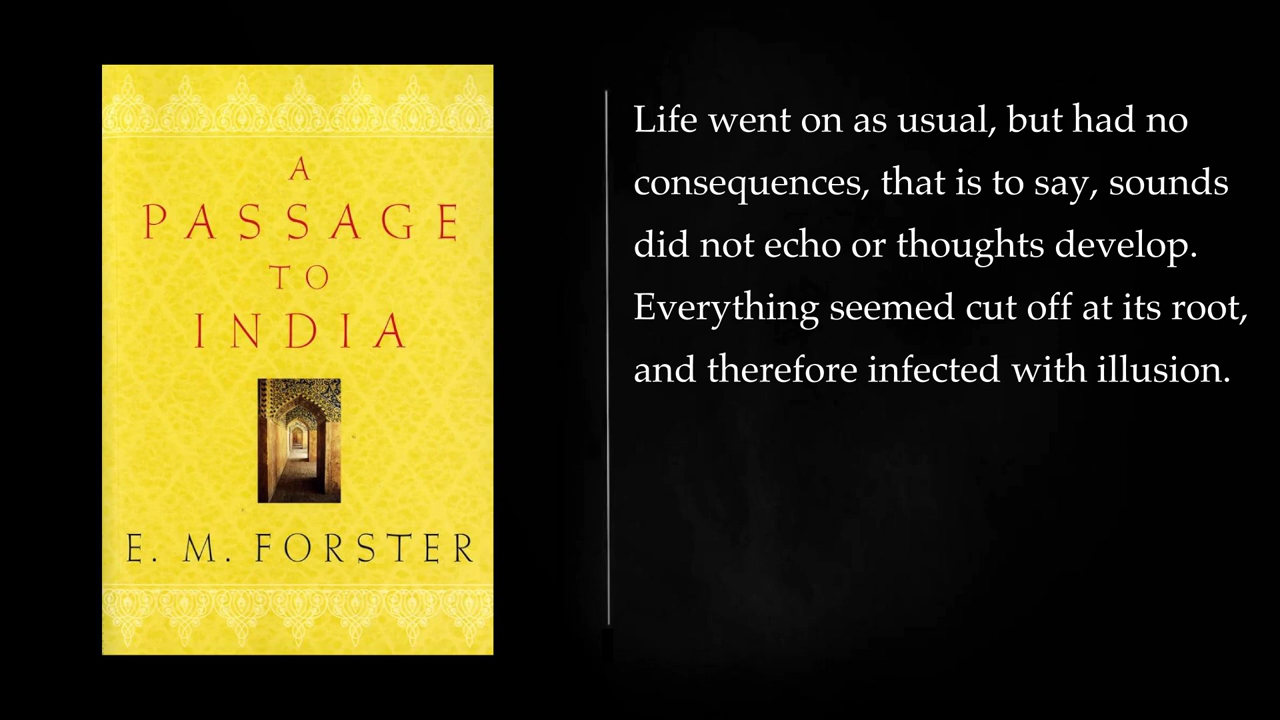 A
PASSAGE
TO
INDIA
E. M. FORSTER
Life went on as usual, but had no
consequences, that is to say, sounds
did not echo or thoughts develop.
Everything seemed cut off at its root,
and therefore infected with illusion.